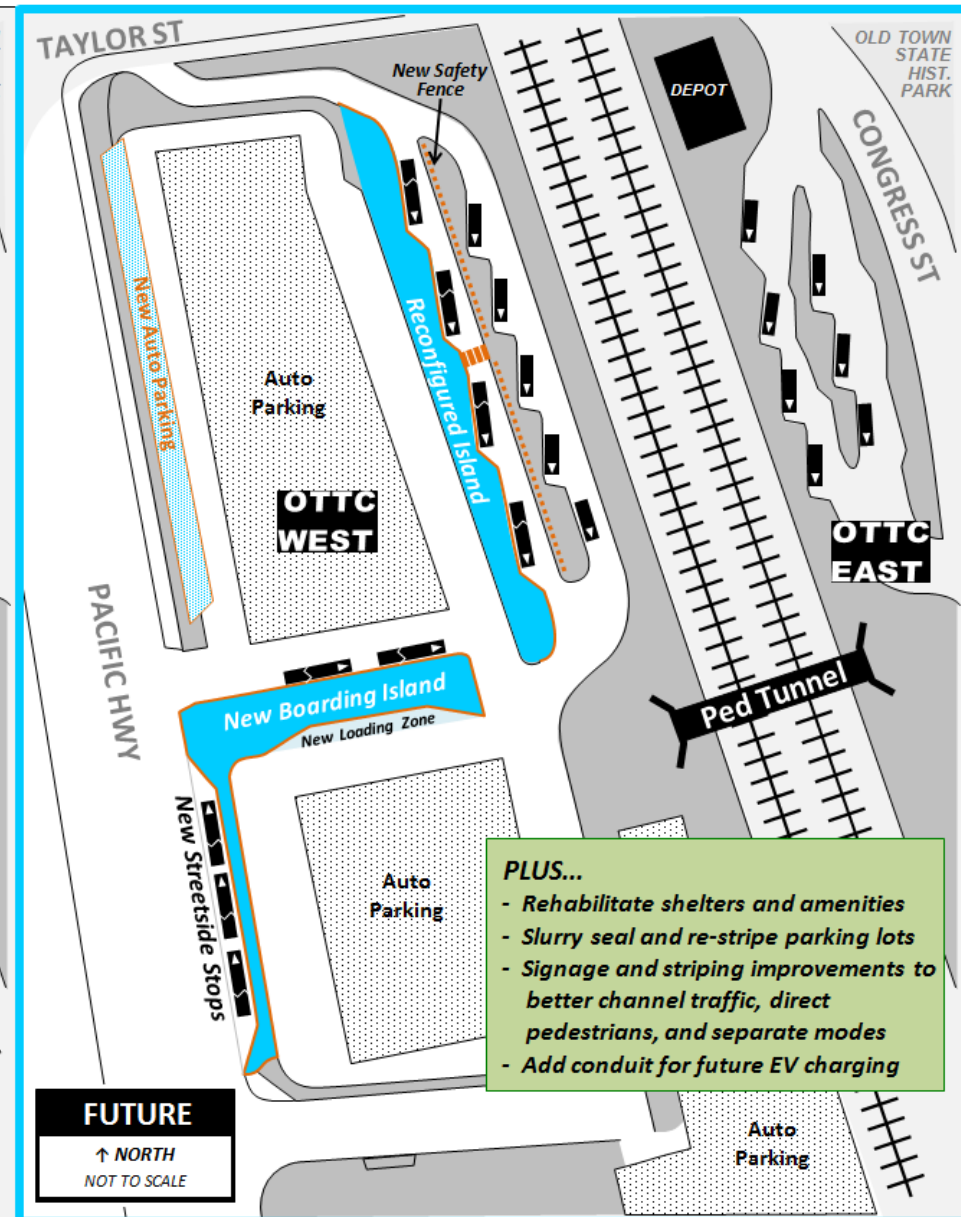 TAYLOR ST
New Safety
Fence
DEPOT
OLD TOWN
STATE
HIST.
PARK
CONGRESS ST
New Auto Parking
Auto
Parking
Reconfigured Island
OTTC
WEST
OTTC
EAST
PACIFIC HWY
New Boarding Island
New Loading Zone
Ped Tunnel
New Streetside Stops
Auto
Parking
PLUS...
- Rehabilitate shelters and amenities
- Slurry seal and re-stripe parking lots
- Signage and striping improvements to
better channel traffic, direct
pedestrians, and separate modes
- Add conduit for future EV charging
FUTURE
↑ NORTH
NOT TO SCALE
Auto
Parking